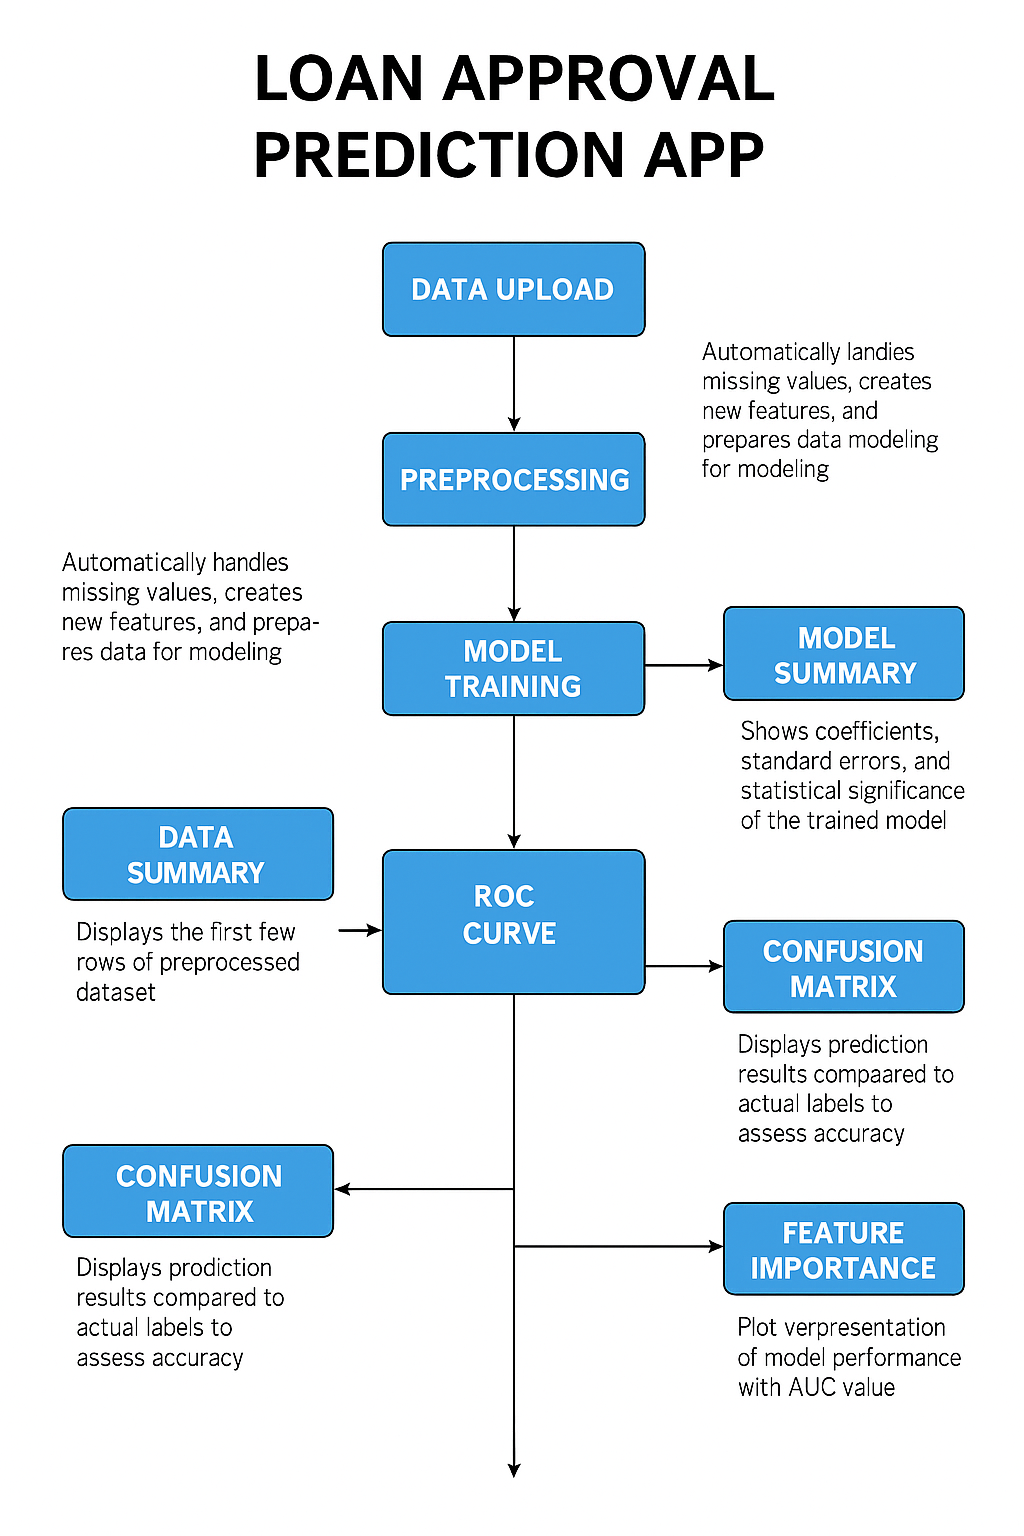 LOAN APPROVAL
PREDICTION APP
DATA UPLOAD
Automatically landies
missing values, creates
new features, and
prepares data modeling
for modeling
PREPROCESSING
Automatically handles
missing values, creates
new features, and prepa-
res data for modeling
MODEL
TRAINING
MODEL
SUMMARY
Shows coefficients,
standard errors, and
statistical significance
of the trained model
DATA
SUMMARY
Displays the first few
rows of preprocessed
dataset
ROC
CURVE
CONFUSION
MATRIX
Displays prediction
results compaared to
actual labels to
assess accuracy
CONFUSION
MATRIX
Displays prodiction
results compared to
actual labels to
assess accuracy
FEATURE
IMPORTANCE
Plot verpresentation
of model performance
with AUC value